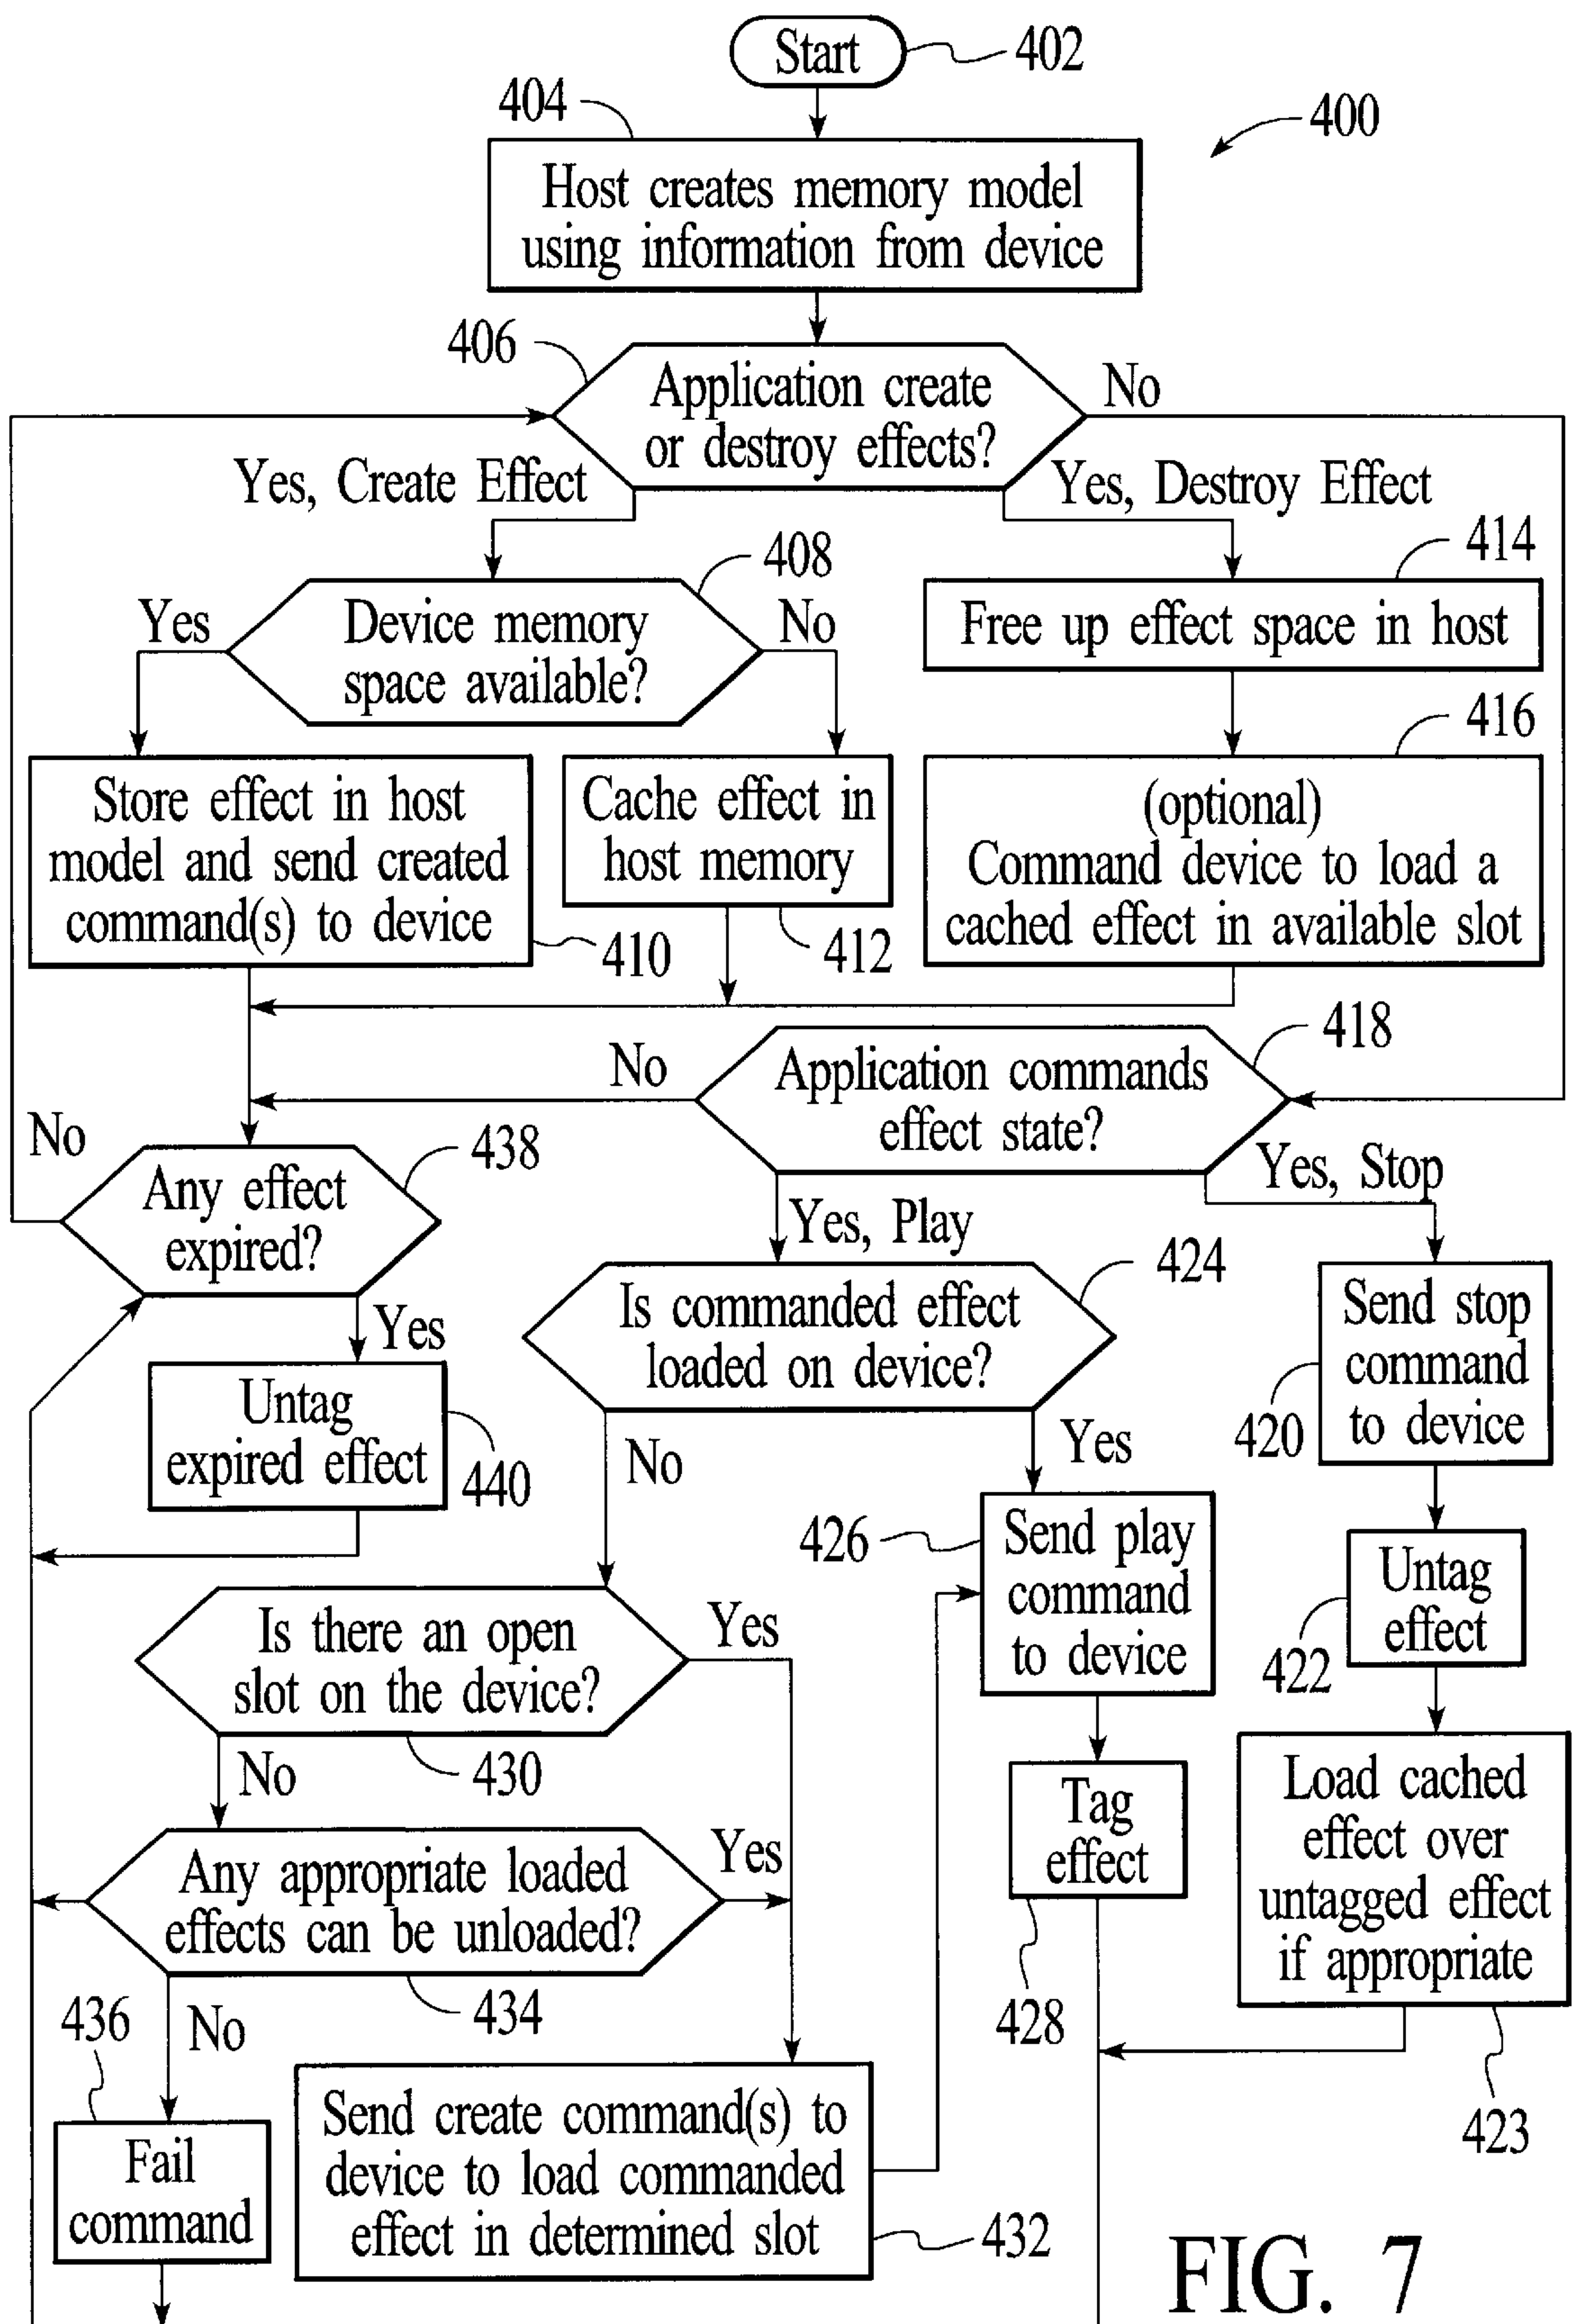 Start
402
404
400
Host creates memory model
using information from device
406
Application create
or destroy effects?
No
Yes, Create Effect
Yes, Destroy Effect
408
414
Yes
Device memory
space available?
No
Free up effect space in host
416
Store effect in host
model and send created
command(s) to device
410
Cache effect in
host memory
412
(optional)
Command device to load a
cached effect in available slot
418
No
Application commands
effect state?
No
438
Any effect
expired?
Yes, Stop
Yes, Play
424
Is commanded effect
loaded on device?
Send stop
command
to device
420
Yes
Untag
expired effect
440
No
Yes
426
Send play
command
to device
Untag
effect
422
Is there an open
slot on the device?
Yes
430
No
Tag
effect
428
Load cached
effect over
untagged effect
if appropriate
423
Any appropriate loaded
effects can be unloaded?
Yes
434
436
No
Fail
command
Send create command(s) to
device to load commanded
effect in determined slot
432
FIG. 7